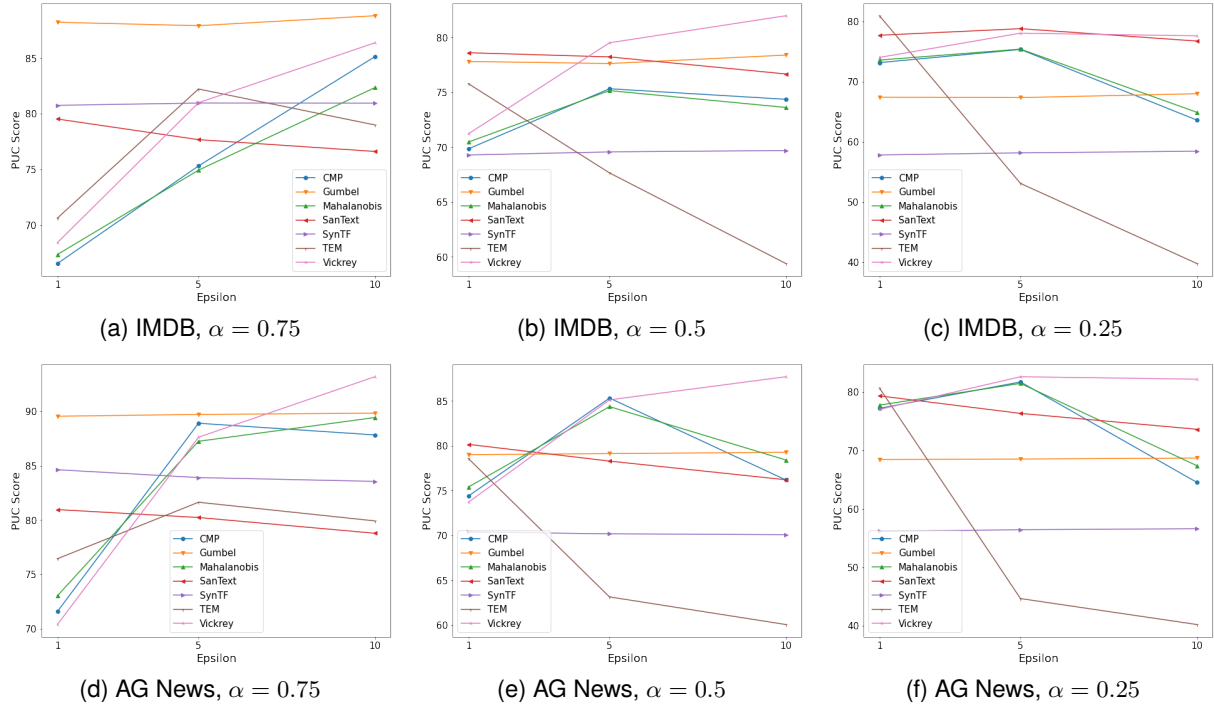 85
80
75
70
PUC Score
1
5
10
Epsilon
CMP
Gumbel
Mahalanobis
SanText
SynTF
TEM
Vickrey
(a) IMDB, α = 0.75
80
75
70
65
60
PUC Score
1
5
10
Epsilon
CMP
Gumbel
Mahalanobis
SanText
SynTF
TEM
Vickrey
(b) IMDB, α = 0.5
80
70
60
50
40
PUC Score
1
5
10
Epsilon
CMP
Gumbel
Mahalanobis
SanText
SynTF
TEM
Vickrey
(c) IMDB, α = 0.25
90
85
80
75
70
PUC Score
1
5
10
Epsilon
CMP
Gumbel
Mahalanobis
SanText
SynTF
TEM
Vickrey
(d) AG News, α = 0.75
85
80
75
70
65
60
PUC Score
1
5
10
Epsilon
CMP
Gumbel
Mahalanobis
SanText
SynTF
TEM
Vickrey
(e) AG News, α = 0.5
80
70
60
50
40
PUC Score
1
5
10
Epsilon
CMP
Gumbel
Mahalanobis
SanText
SynTF
TEM
Vickrey
(f) AG News, α = 0.25